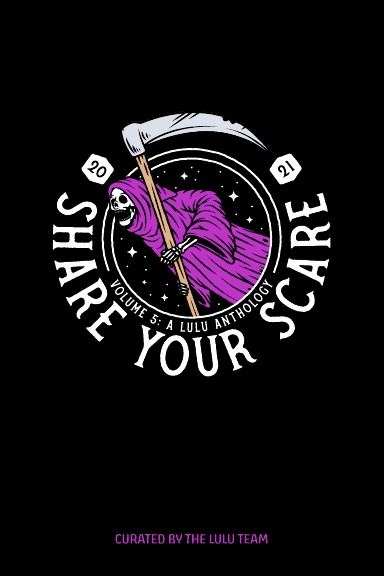 20
21
SHARE YOUR SCARE
VOLUME 5: A LULU ANTHOLOGY
CURATED BY THE LULU TEAM